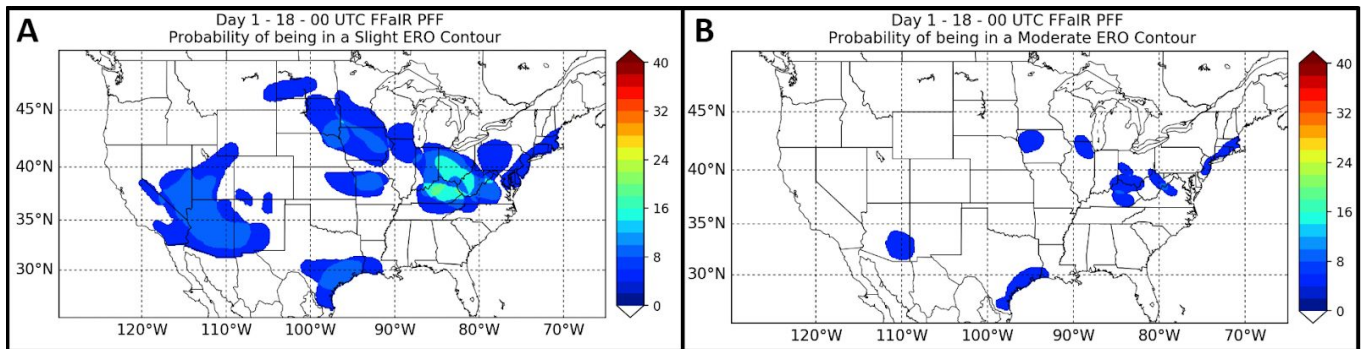 A
Day 1 - 18 - 00 UTC FFaIR PFF
Probability of being in a Slight ERO Contour
45°N
40°N
35°N
30°N
120°W 110°W 100°W 90°W 80°W 70°W
40
32
24
16
8
0
B
Day 1 - 18 - 00 UTC FFaIR PFF
Probability of being in a Moderate ERO Contour
45°N
40°N
35°N
30°N
120°W 110°W 100°W 90°W 80°W 70°W
40
32
24
16
8
0